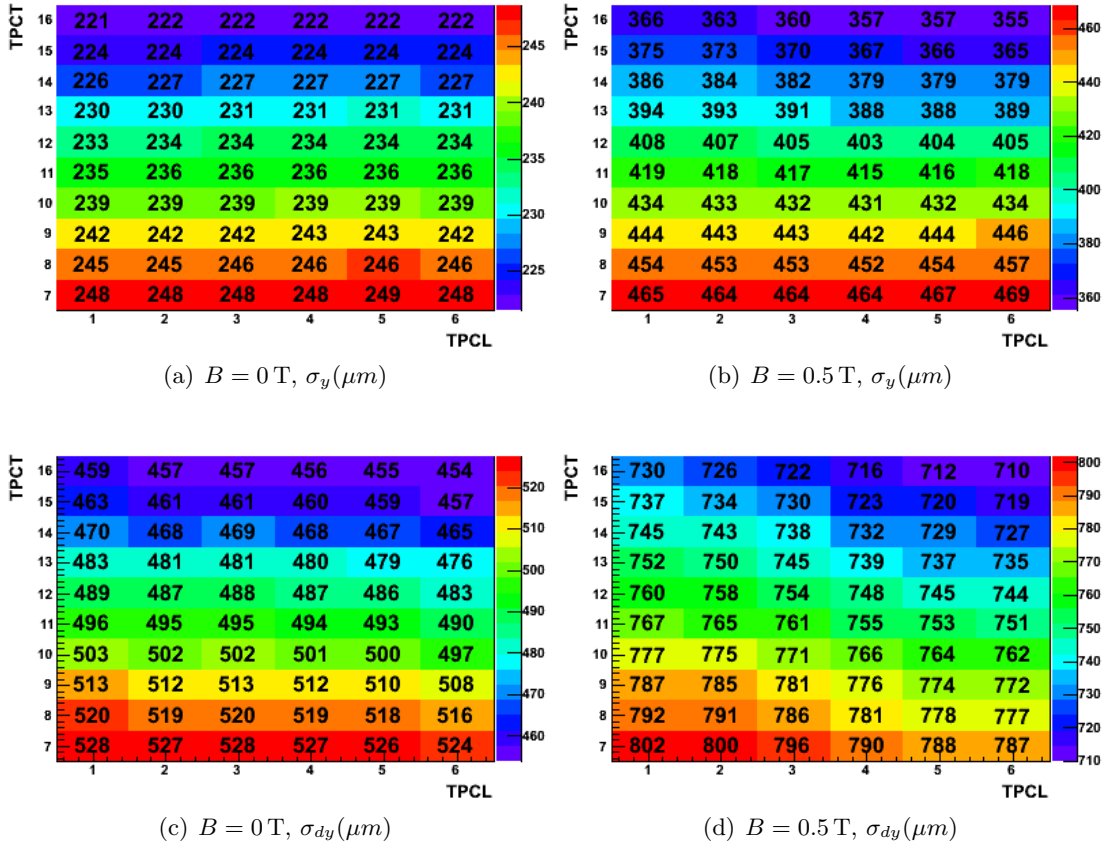 TPCT
16 221 222 222 222 222 222
15 224 224 224 224 224 224
14 226 227 227 227 227 227
13 230 230 231 231 231 231
12 233 234 234 234 234 234
11 235 236 236 236 236 236
10 239 239 239 239 239 239
9 242 242 242 243 243 242
8 245 245 246 246 246 246
7 248 248 248 248 249 248
1 2 3 4 5 6
TPCL
245
240
235
230
225
(a) B = 0 T, σy(μm)
TPCT
16 366 363 360 357 357 355
15 375 373 370 367 366 365
14 386 384 382 379 379 379
13 394 393 391 388 388 389
12 408 407 405 403 404 405
11 419 418 417 415 416 418
10 434 433 432 431 432 434
9 444 443 443 442 444 446
8 454 453 453 452 454 457
7 465 464 464 464 467 469
1 2 3 4 5 6
TPCL
460
440
420
400
380
360
(b) B = 0.5 T, σy(μm)
TPCT
16 459 457 457 456 455 454
15 463 461 461 460 459 457
14 470 468 469 468 467 465
13 483 481 481 480 479 476
12 489 487 488 487 486 483
11 496 495 495 494 493 490
10 503 502 502 501 500 497
9 513 512 513 512 510 508
8 520 519 520 519 518 516
7 528 527 528 527 526 524
1 2 3 4 5 6
TPCL
520
510
500
490
480
470
460
(c) B = 0 T, σdy(μm)
TPCT
16 730 726 722 716 712 710
15 737 734 730 723 720 719
14 745 743 738 732 729 727
13 752 750 745 739 737 735
12 760 758 754 748 745 744
11 767 765 761 755 753 751
10 777 775 771 766 764 762
9 787 785 781 776 774 772
8 792 791 786 781 778 777
7 802 800 796 790 788 787
1 2 3 4 5 6
TPCL
800
790
780
770
760
750
740
730
720
710
(d) B = 0.5 T, σdy(μm)